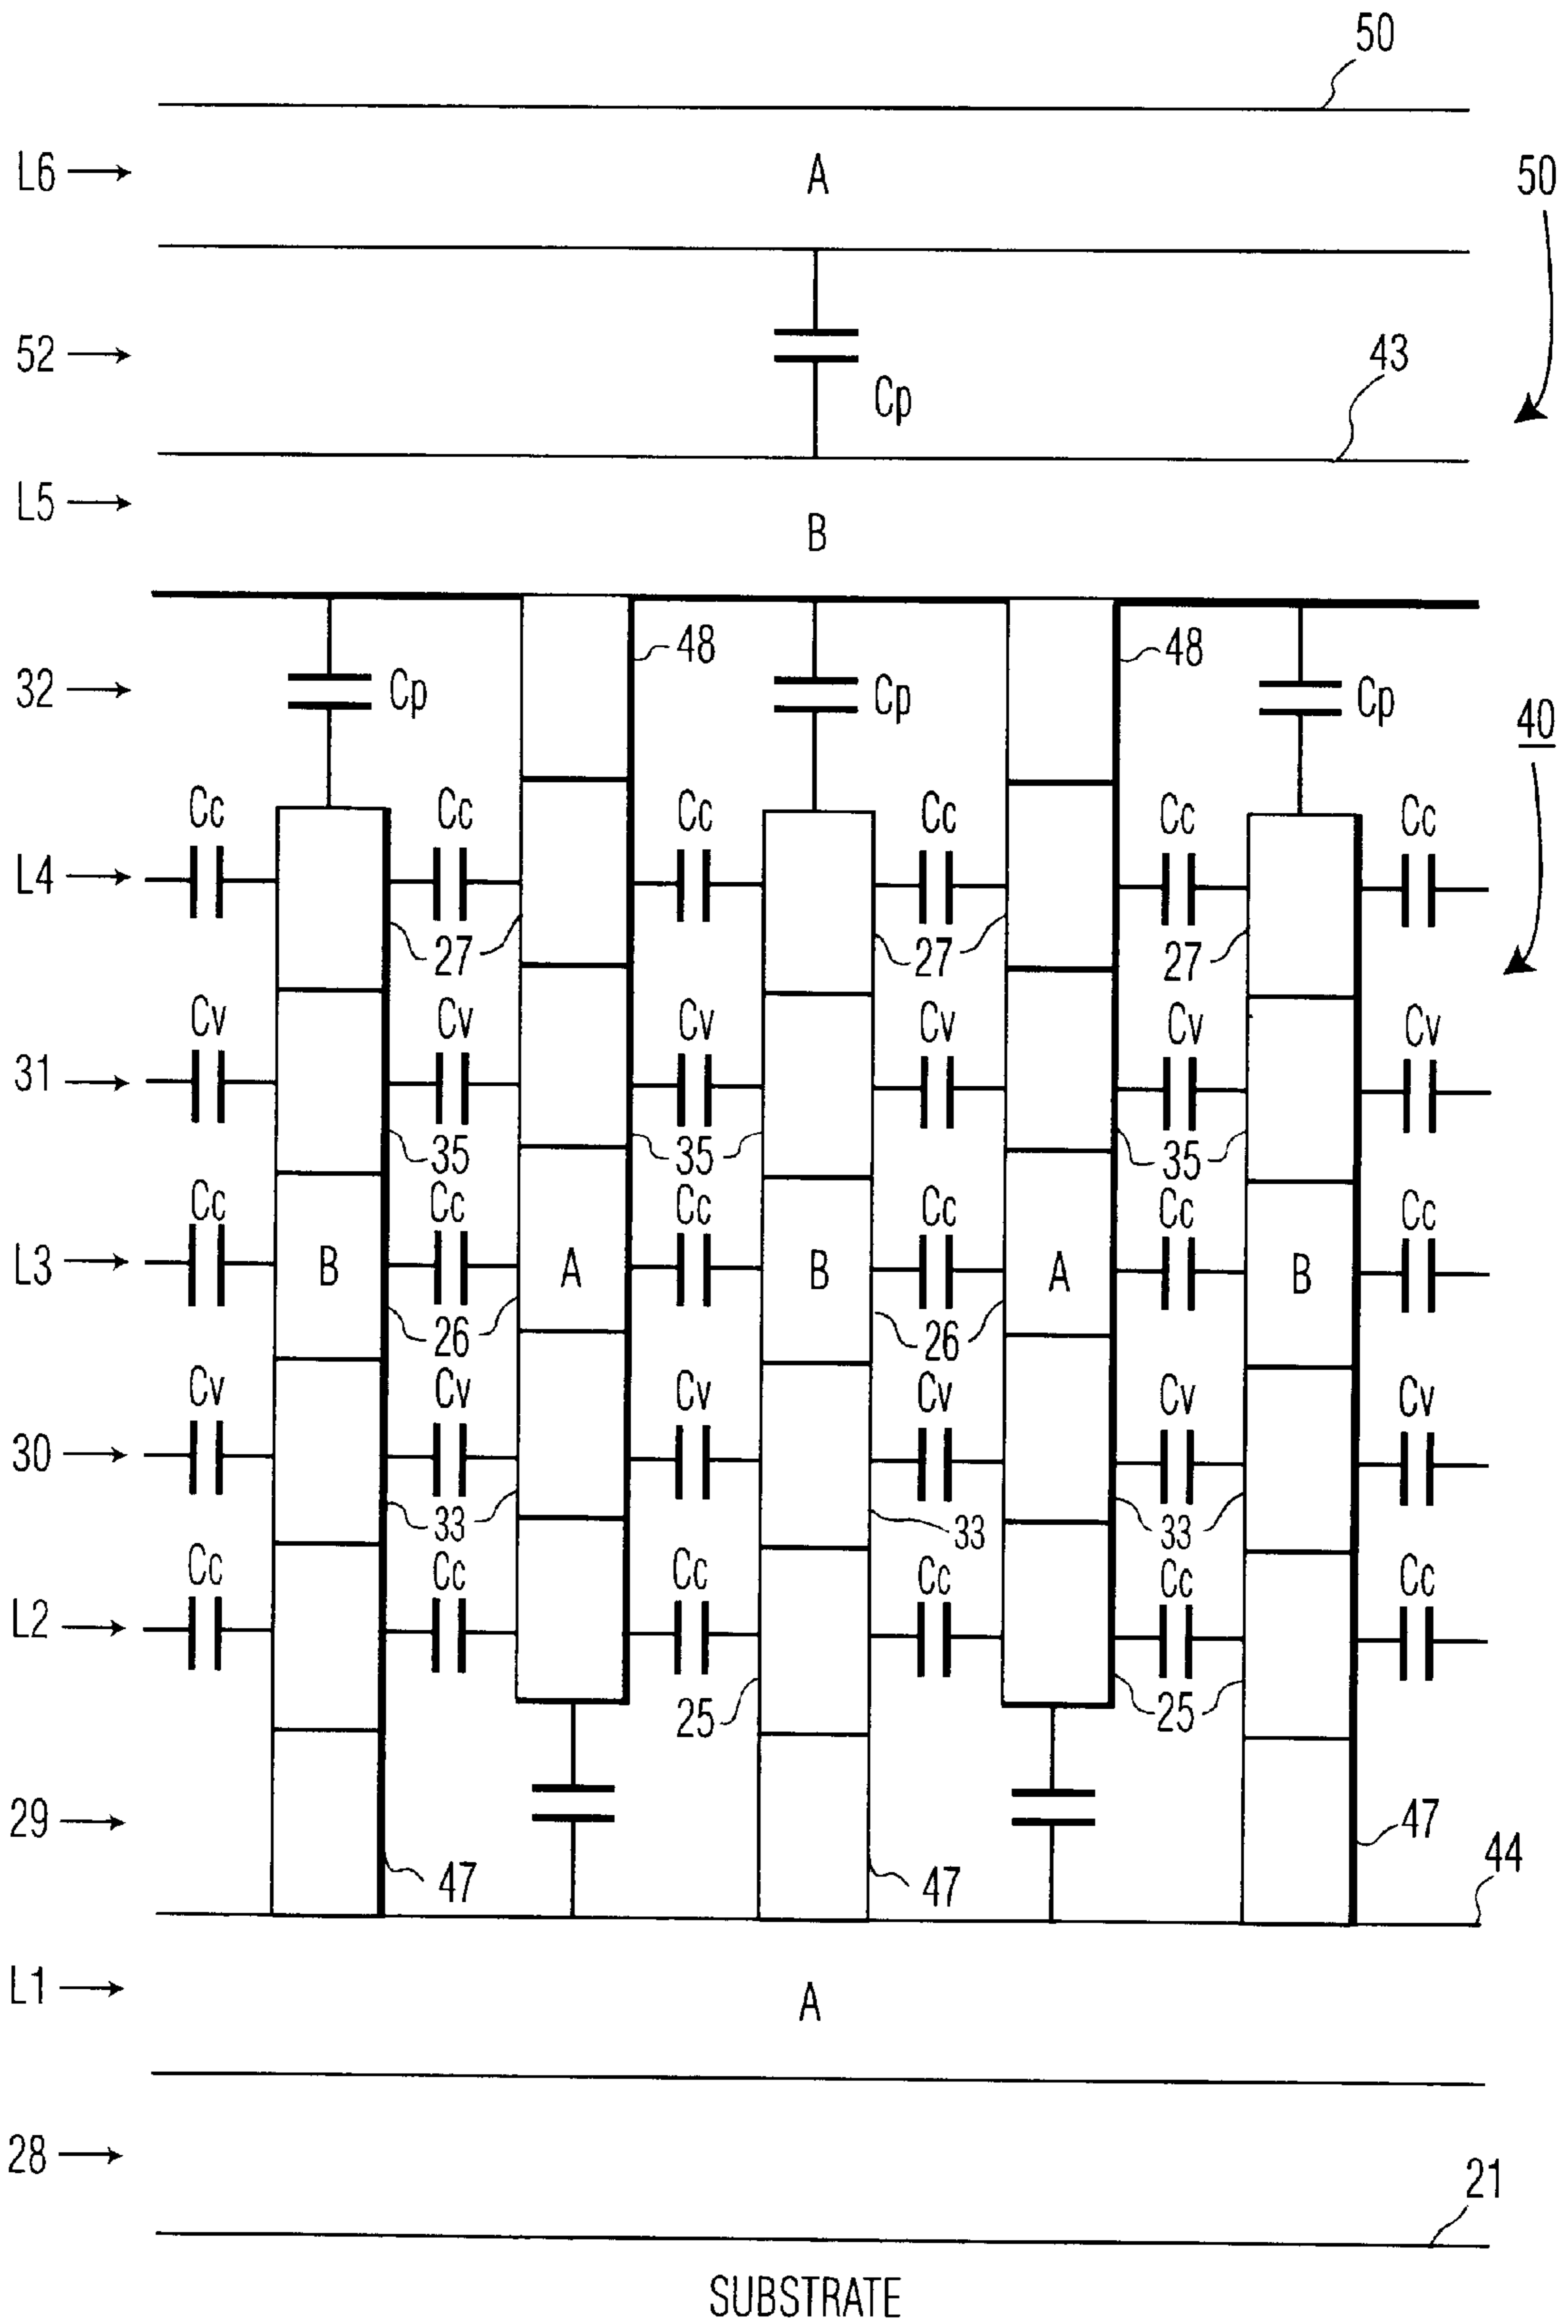 50
L6 A 50
52 Cp 43
L5 B
48 48
32 Cp Cp Cp 40
Cc Cc Cc Cc Cc Cc
L4
27 27 27
Cv Cv Cv Cv Cv Cv
31
35 35 35
Cc Cc Cc Cc Cc Cc
L3 B A B A B
26 26
Cv Cv Cv Cv Cv Cv
30
33 33 33
Cc Cc Cc Cc Cc Cc
L2
25 25
29 47
47 47 44
L1 A
28
21
SUBSTRATE